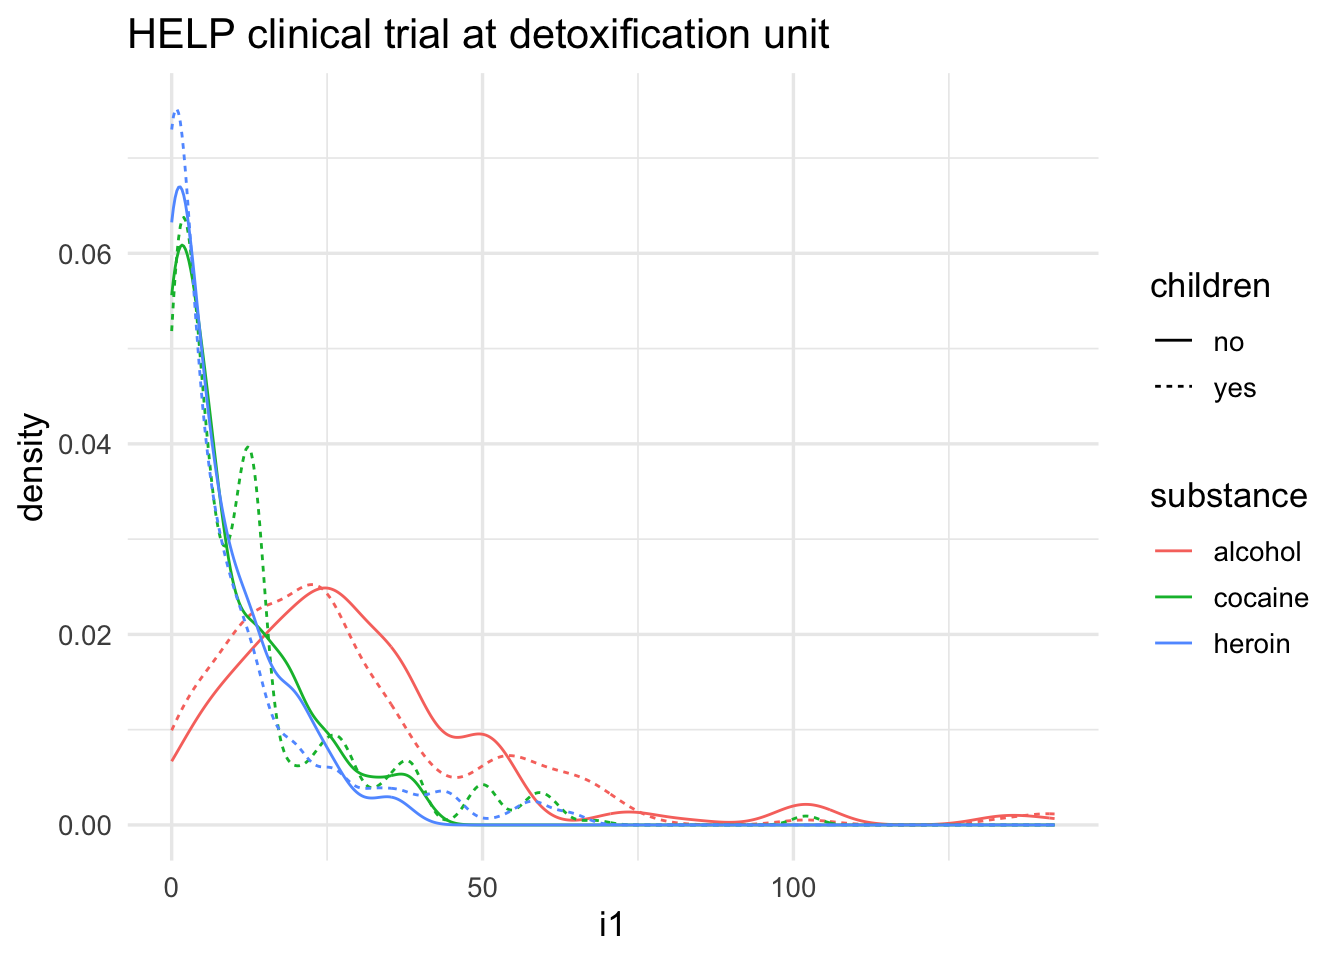 HELP clinical trial at detoxification unit
density
0.06
0.04
0.02
0.00
0
50
100
i1
children
no
yes
substance
alcohol
cocaine
heroin